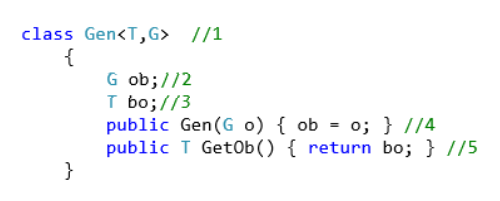 class Gen<T,G>  //1
    {
        G ob;//2
        T bo;//3
        public Gen(G o) { ob = o; } //4
        public T GetOb() { return bo; } //5
    }